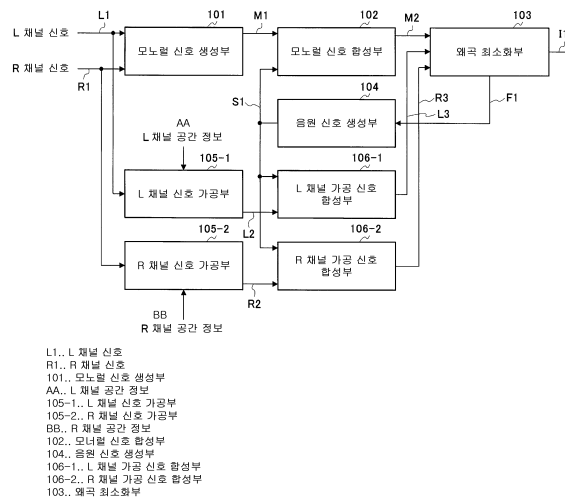 L 채널 신호
L1
101
모노럴 신호 생성부
M1
102
모노럴 신호 합성부
M2
103
왜곡 최소화부
R 채널 신호
R1
S1
104
음원 신호 생성부
R3
L3
F1
AA
L 채널 공간 정보
105-1
L 채널 신호 가공부
L2
106-1
L 채널 가공 신호
합성부
105-2
R 채널 신호 가공부
R2
106-2
R 채널 가공 신호
합성부
BB
R 채널 공간 정보
L1.. L 채널 신호
R1.. R 채널 신호
101.. 모노럴 신호 생성부
AA.. L 채널 공간 정보
105-1.. L 채널 신호 가공부
105-2.. R 채널 신호 가공부
BB.. R 채널 공간 정보
102.. 모너럴 신호 합성부
104.. 음원 신호 생성부
106-1.. L 채널 가공 신호 합성부
106-2.. R 채널 가공 신호 합성부
103.. 왜곡 최소화부